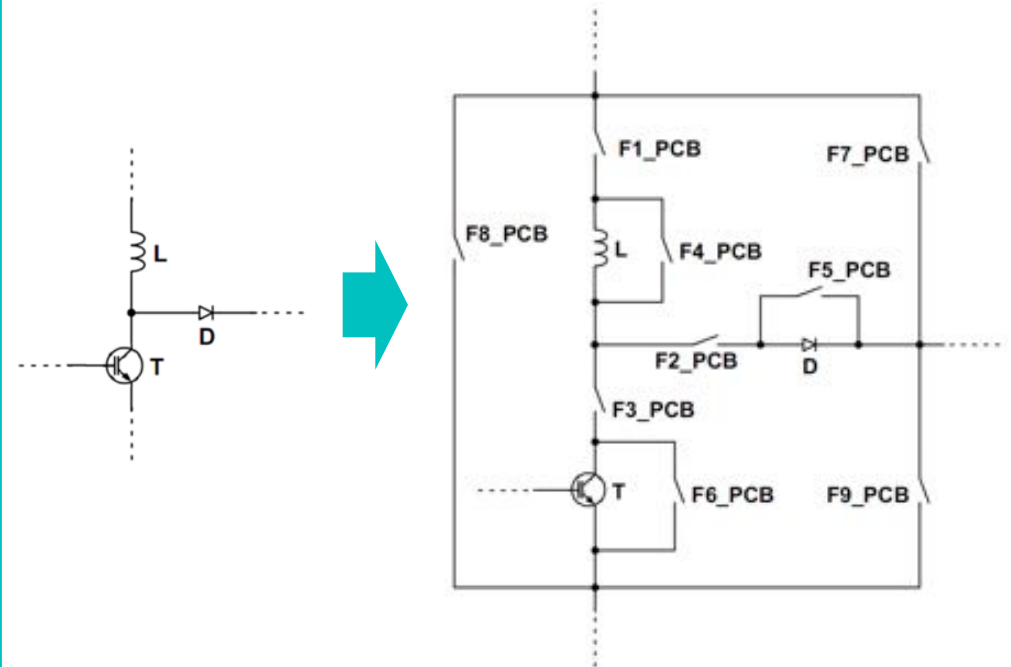 L
D
T
F1_PCB
F7_PCB
F8_PCB
L
F4_PCB
F5_PCB
F2_PCB
D
F3_PCB
T
F6_PCB
F9_PCB